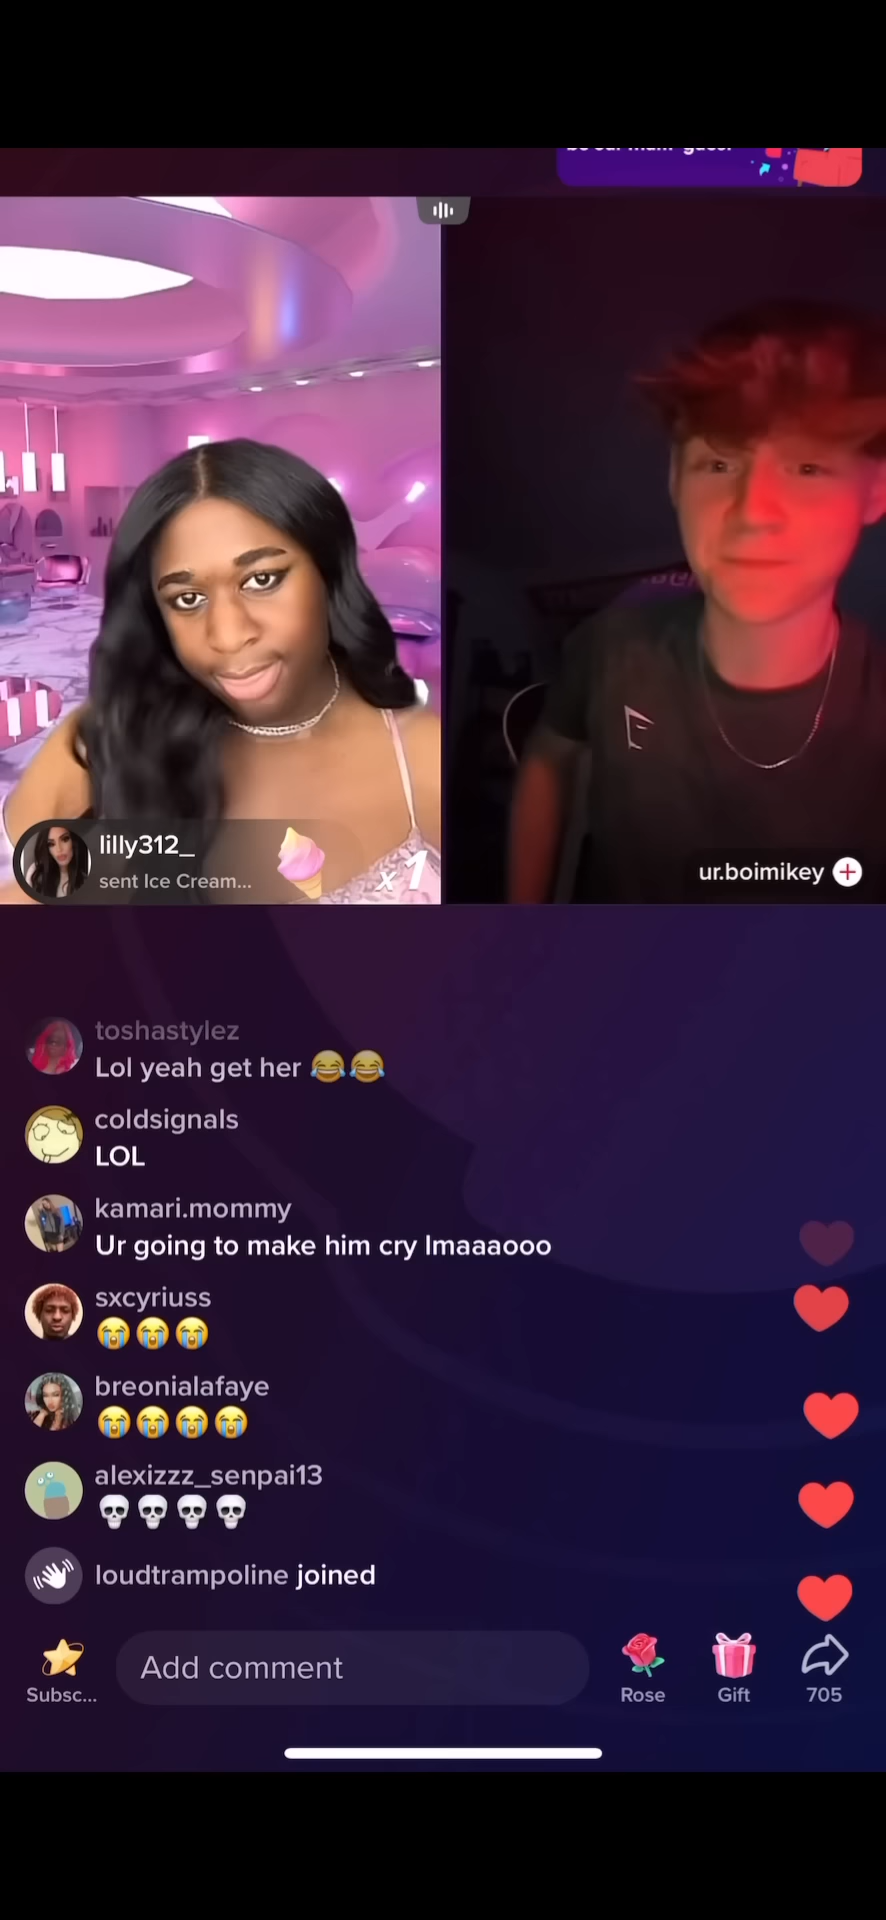 lilly312_
sent Ice Cream...
x1
ur.boimikey
toshastylez
Lol yeah get her 😂😂
coldsignals
LOL
kamari.mommy
Ur going to make him cry lmaaaooo
sxcyriuss
😭😭😭
breonialafaye
😭😭😭😭
alexizzz_senpai13
💀💀💀💀
loudtrampoline joined
Subsc...
Add comment
Rose
Gift
705